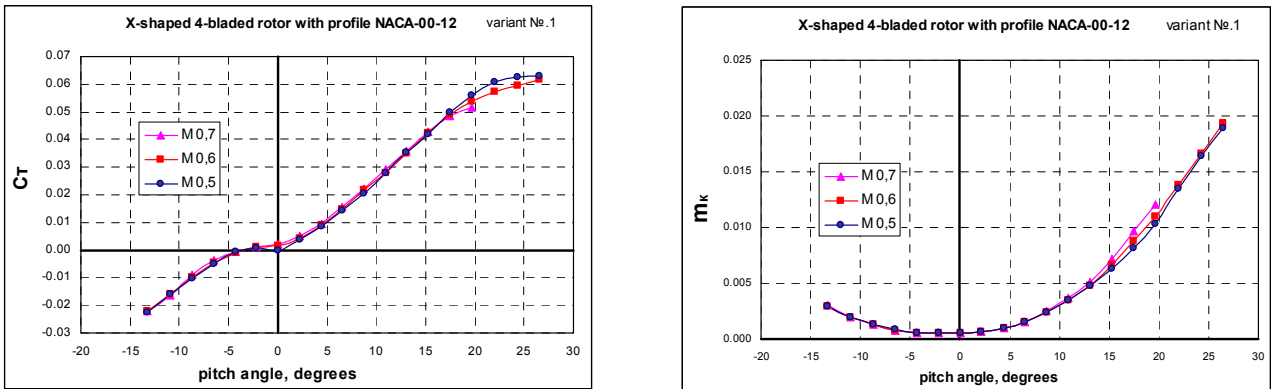 X-shaped 4-bladed rotor with profile NACA-00-12 variant №.1
Cт
0.07
0.06
0.05
0.04
0.03
0.02
0.01
0.00
-0.01
-0.02
-0.03
M 0,7
M 0,6
M 0,5
-20 -15 -10 -5 0 5 10 15 20 25 30
pitch angle, degrees
X-shaped 4-bladed rotor with profile NACA-00-12 variant №.1
mк
0.025
0.020
0.015
0.010
0.005
0.000
M 0,7
M 0,6
M 0,5
-20 -15 -10 -5 0 5 10 15 20 25 30
pitch angle, degrees